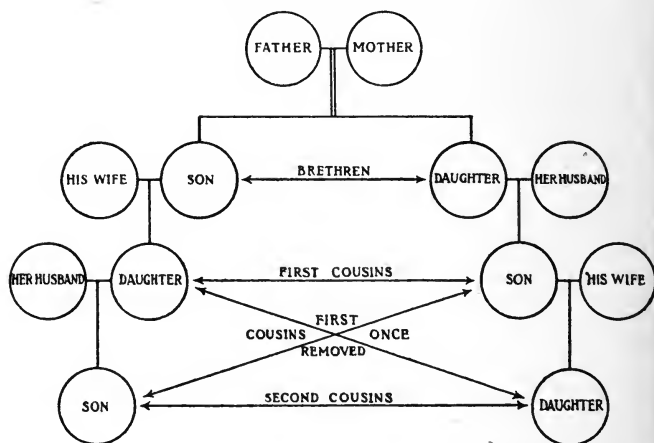 FATHER MOTHER
HIS WIFE SON BRETHREN DAUGHTER HER HUSBAND
HER HUSBAND DAUGHTER FIRST COUSINS SON HIS WIFE
FIRST
COUSINS ONCE
REMOVED
SON SECOND COUSINS DAUGHTER